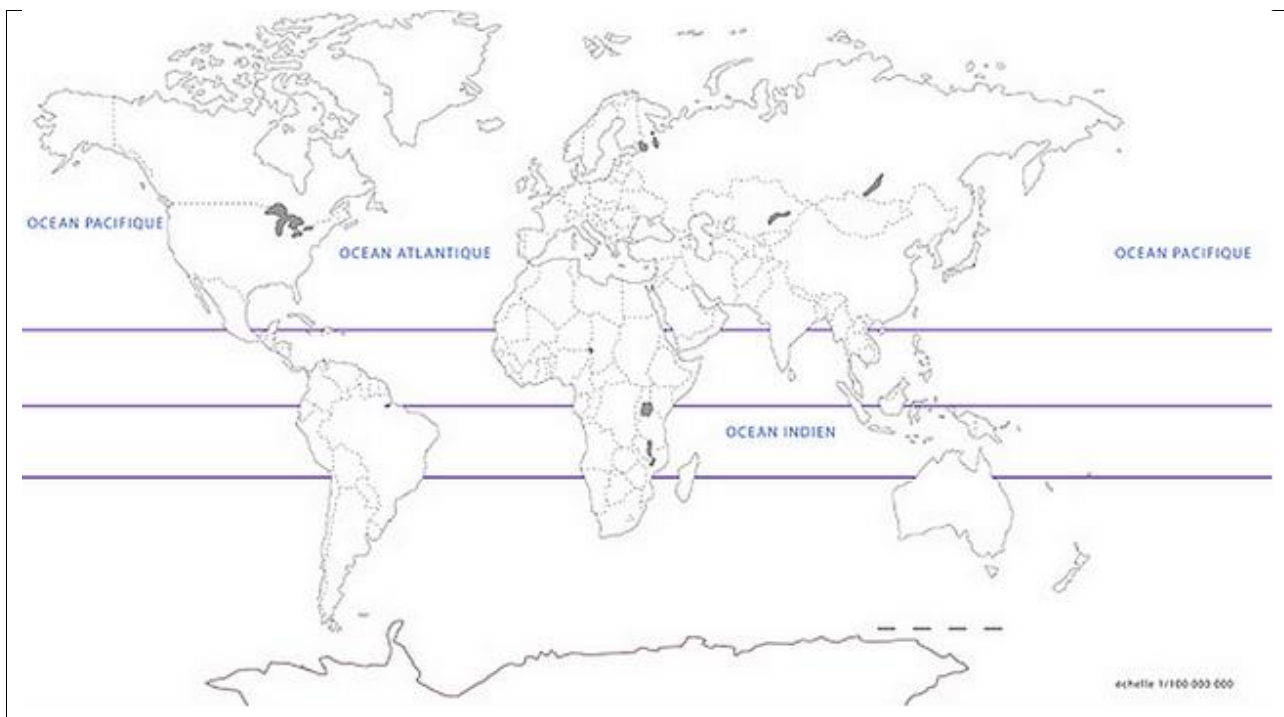 OCEAN PACIFIQUE
OCEAN ATLANTIQUE
OCEAN PACIFIQUE
OCEAN INDIEN
échelle 1/100 000 000